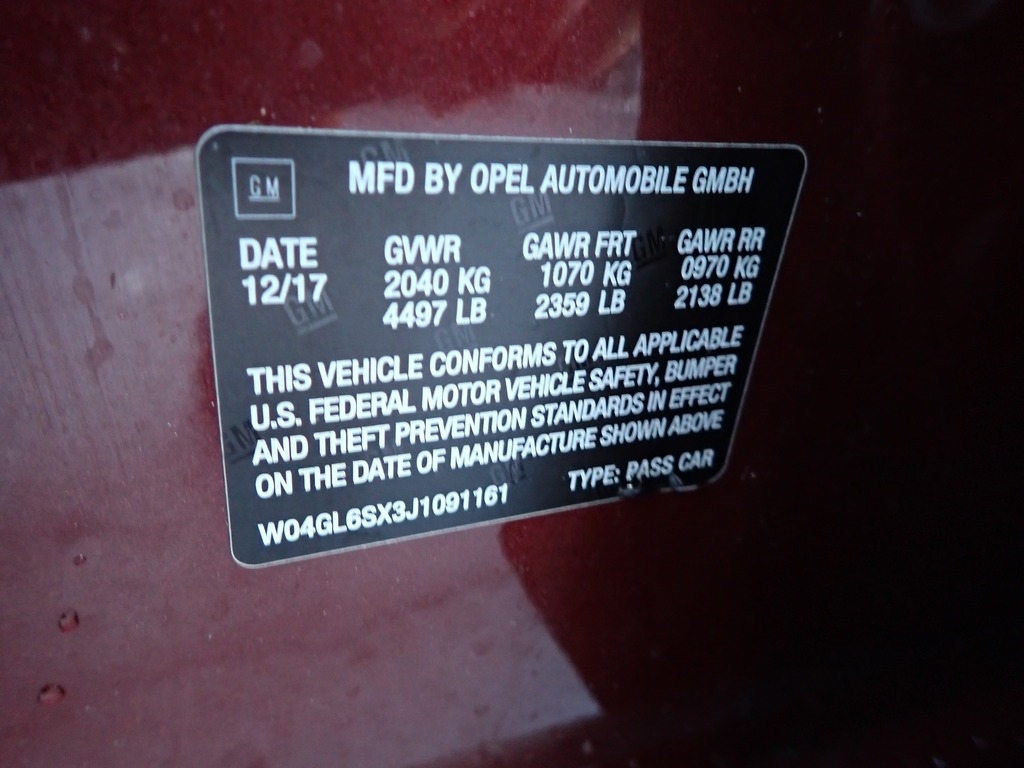 GM MFD BY OPEL AUTOMOBILE GMBH
DATE GVWR GAWR FRT GAWR RR
12/17 2040 KG 1070 KG 0970 KG
4497 LB 2359 LB 2138 LB
THIS VEHICLE CONFORMS TO ALL APPLICABLE
U.S. FEDERAL MOTOR VEHICLE SAFETY, BUMPER
AND THEFT PREVENTION STANDARDS IN EFFECT
ON THE DATE OF MANUFACTURE SHOWN ABOVE
W04GL6SX3J1091161 TYPE: PASS CAR